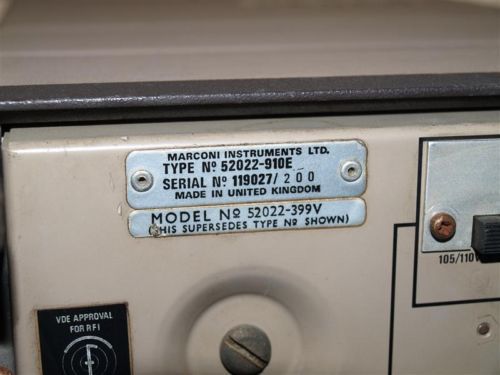 MARCONI INSTRUMENTS LTD.
TYPE Nº 52022-910E
SERIAL Nº 119027/200
MADE IN UNITED KINGDOM
MODEL Nº 52022-399V
(THIS SUPERSEDES TYPE Nº SHOWN)
105/110V
VDE APPROVAL
FOR RFI